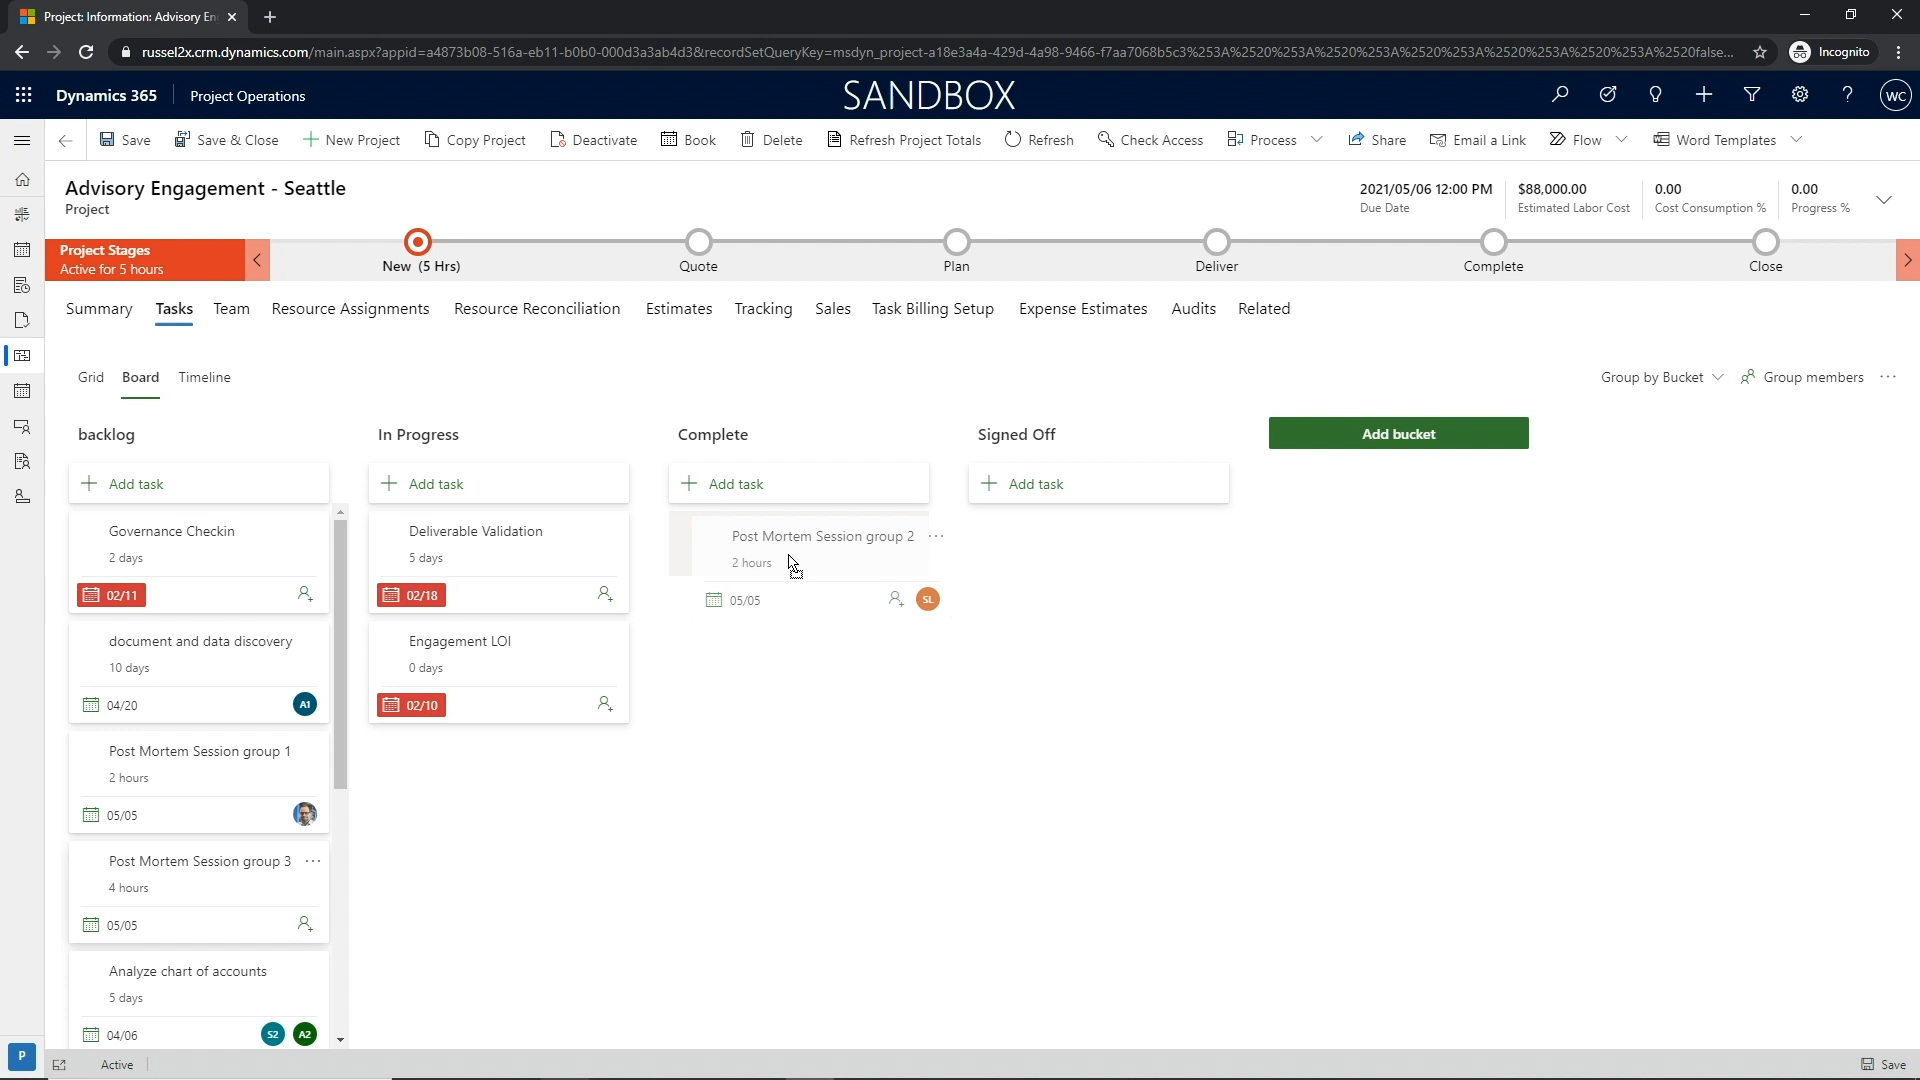 Project: Information: Advisory En
russel2x.crm.dynamics.com/main.aspx?appid=a4873b08-516a-eb11-b0b0-000d3a3ab4d3&recordSetQueryKey=msdyn_project-a18e3a4a-429d-4a98-9466-f7aa7068b5c3%253A%2520%253A%2520%253A%2520%253A%2520%253A%2520%253A%2520false...
Incognito
Dynamics 365
Project Operations
SANDBOX
WC
Save
Save & Close
New Project
Copy Project
Deactivate
Book
Delete
Refresh Project Totals
Refresh
Check Access
Process
Share
Email a Link
Flow
Word Templates
Advisory Engagement - Seattle
Project
2021/05/06 12:00 PM
Due Date
$88,000.00
Estimated Labor Cost
0.00
Cost Consumption %
0.00
Progress %
Project Stages
Active for 5 hours
New (5 Hrs)
Quote
Plan
Deliver
Complete
Close
Summary
Tasks
Team
Resource Assignments
Resource Reconciliation
Estimates
Tracking
Sales
Task Billing Setup
Expense Estimates
Audits
Related
Grid
Board
Timeline
Group by Bucket
Group members
backlog
Add task
Governance Checkin
2 days
02/11
document and data discovery
10 days
04/20
A1
Post Mortem Session group 1
2 hours
05/05
Post Mortem Session group 3
4 hours
05/05
Analyze chart of accounts
5 days
04/06
S2
A2
In Progress
Add task
Deliverable Validation
5 days
02/18
Engagement LOI
0 days
02/10
Complete
Add task
Post Mortem Session group 2
2 hours
05/05
SL
Signed Off
Add task
Add bucket
P
Active
Save